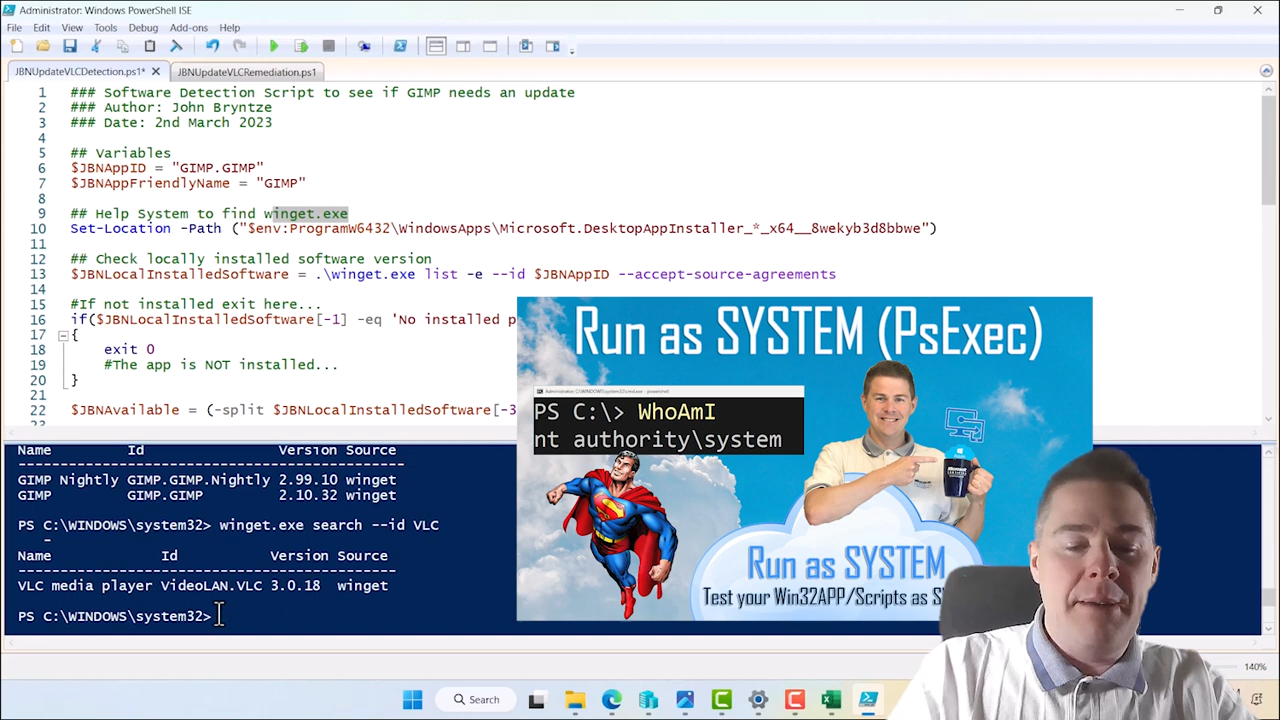 Administrator: Windows PowerShell ISE
File Edit View Tools Debug Add-ons Help
JBNUpdateVLCDetection.ps1* JBNUpdateVLCRemediation.ps1
1 ### Software Detection Script to see if GIMP needs an update
2 ### Author: John Bryntze
3 ### Date: 2nd March 2023
4
5 ## Variables
6 $JBNAppID = "GIMP.GIMP"
7 $JBNAppFriendlyName = "GIMP"
8
9 ## Help System to find winget.exe
10 Set-Location -Path ("$env:ProgramW6432\WindowsApps\Microsoft.DesktopAppInstaller_*_x64__8wekyb3d8bbwe")
11
12 ## Check locally installed software version
13 $JBNLocalInstalledSoftware = .\winget.exe list -e --id $JBNAppID --accept-source-agreements
14
15 #If not installed exit here...
16 if($JBNLocalInstalledSoftware[-1] -eq 'No installed p
17 {
18 exit 0
19 #The app is NOT installed...
20 }
21
22 $JBNAvailable = (-split $JBNLocalInstalledSoftware[-3
23
Run as SYSTEM (PsExec)
Administrator: C:\WINDOWS\system32\cmd.exe - powershell
PS C:\> WhoAmI
nt authority\system
Run as SYSTEM
Test your Win32APP/Scripts as S
Name Id Version Source
---------------------------------------------
GIMP Nightly GIMP.GIMP.Nightly 2.99.10 winget
GIMP GIMP.GIMP 2.10.32 winget
PS C:\WINDOWS\system32> winget.exe search --id VLC
-
Name Id Version Source
--------------------------------------------
VLC media player VideoLAN.VLC 3.0.18 winget
PS C:\WINDOWS\system32>
140%
Search